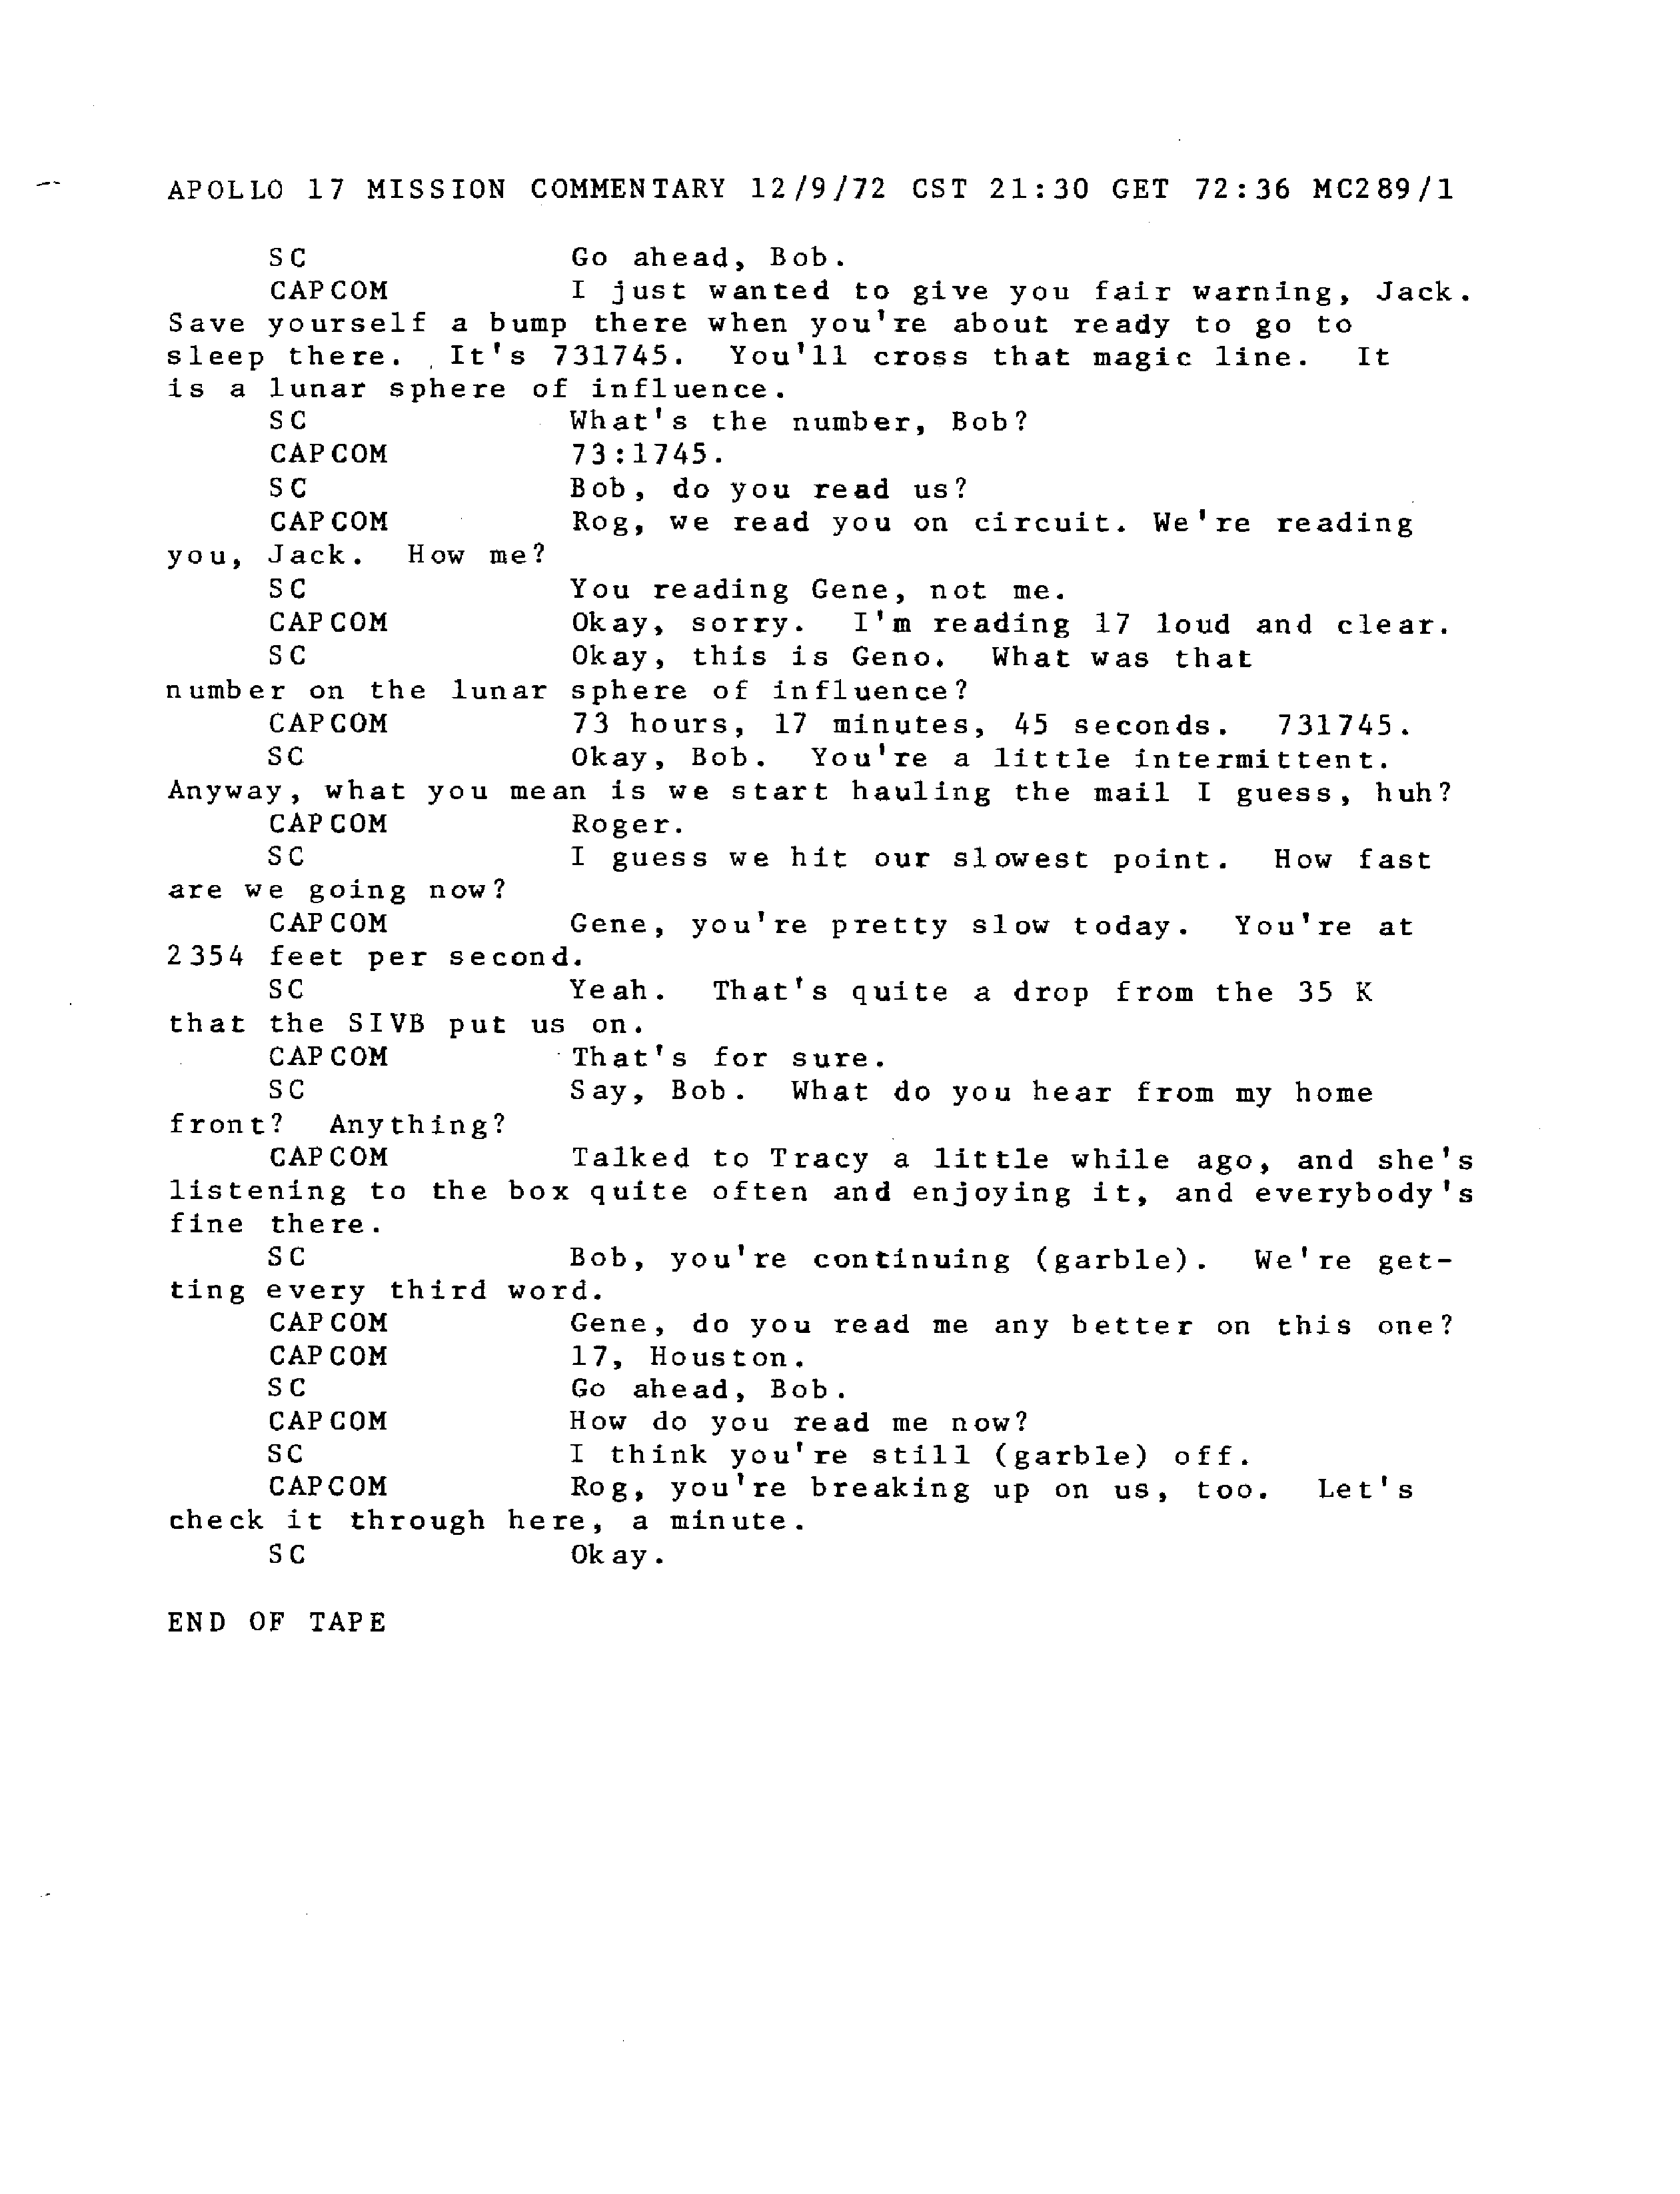 APOLLO 17 MISSION COMMENTARY 12/9/72 CST 21:30 GET 72:36 MC289/1
SC Go ahead, Bob.
CAPCOM I just wanted to give you fair warning, Jack.
Save yourself a bump there when you're about ready to go to
sleep there. It's 731745. You'll cross that magic line. It
is a lunar sphere of influence.
SC What's the number, Bob?
CAPCOM 73:1745.
SC Bob, do you read us?
CAPCOM Rog, we read you on circuit. We're reading
you, Jack. How me?
SC You reading Gene, not me.
CAPCOM Okay, sorry. I'm reading 17 loud and clear.
SC Okay, this is Geno. What was that
number on the lunar sphere of influence?
CAPCOM 73 hours, 17 minutes, 45 seconds. 731745.
SC Okay, Bob. You're a little intermittent.
Anyway, what you mean is we start hauling the mail I guess, huh?
CAPCOM Roger.
SC I guess we hit our slowest point. How fast
are we going now?
CAPCOM Gene, you're pretty slow today. You're at
2354 feet per second.
SC Yeah. That's quite a drop from the 35 K
that the SIVB put us on.
CAPCOM That's for sure.
SC Say, Bob. What do you hear from my home
front? Anything?
CAPCOM Talked to Tracy a little while ago, and she's
listening to the box quite often and enjoying it, and everybody's
fine there.
SC Bob, you're continuing (garble). We're get-
ting every third word.
CAPCOM Gene, do you read me any better on this one?
CAPCOM 17, Houston.
SC Go ahead, Bob.
CAPCOM How do you read me now?
SC I think you're still (garble) off.
CAPCOM Rog, you're breaking up on us, too. Let's
check it through here, a minute.
SC Okay.
END OF TAPE